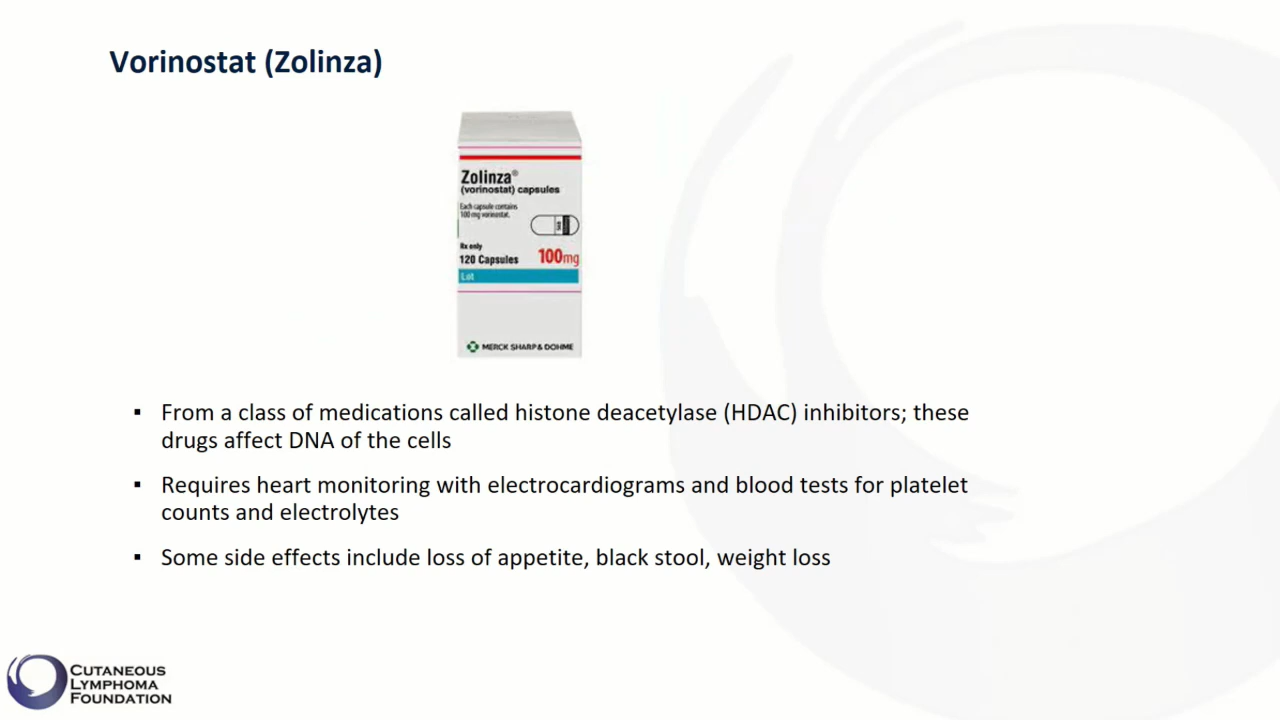 Vorinostat (Zolinza)
Zolinza®
(vorinostat) capsules
Each capsule contains
100 mg vorinostat.
Rx only
120 Capsules 100mg
Lot
MERCK SHARP & DOHME
▪ From a class of medications called histone deacetylase (HDAC) inhibitors; these
drugs affect DNA of the cells
▪ Requires heart monitoring with electrocardiograms and blood tests for platelet
counts and electrolytes
▪ Some side effects include loss of appetite, black stool, weight loss
CUTANEOUS
LYMPHOMA
FOUNDATION